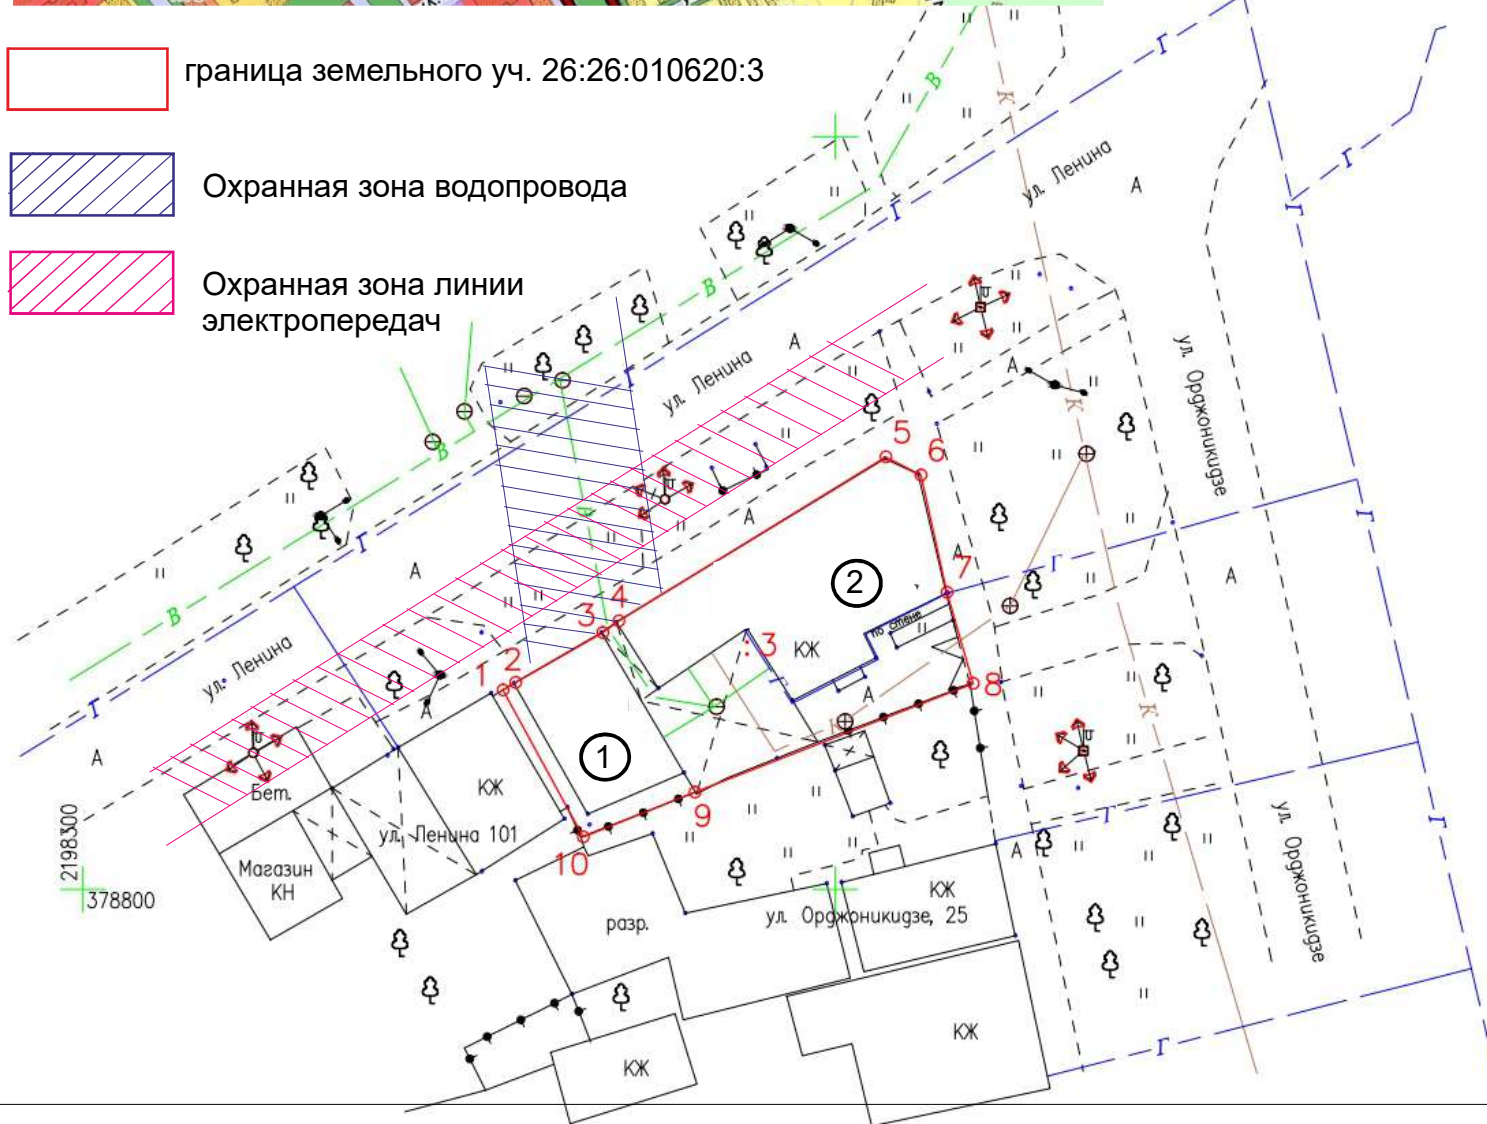 граница земельного уч. 26:26:010620:3
Охранная зона водопровода
Охранная зона линии
электропередач
В
Г
К
В
Г
ул. Ленина
А
В
Г
ул. Ленина
А
А
К
ул. Орджоникидзе
В
Г
5
6
А
А
Г
Г
А
В
А
3
4
2
7
по стене
ул. Ленина
1
2
:3
КЖ
А
8
К
К
Г
А
А
Бет.
КЖ
1
9
ул. Ленина 101
10
Г
Г
А
2198300
378800
Магазин
КН
разр.
КЖ
ул. Орджоникидзе, 25
ул. Орджоникидзе
КЖ
КЖ
Г